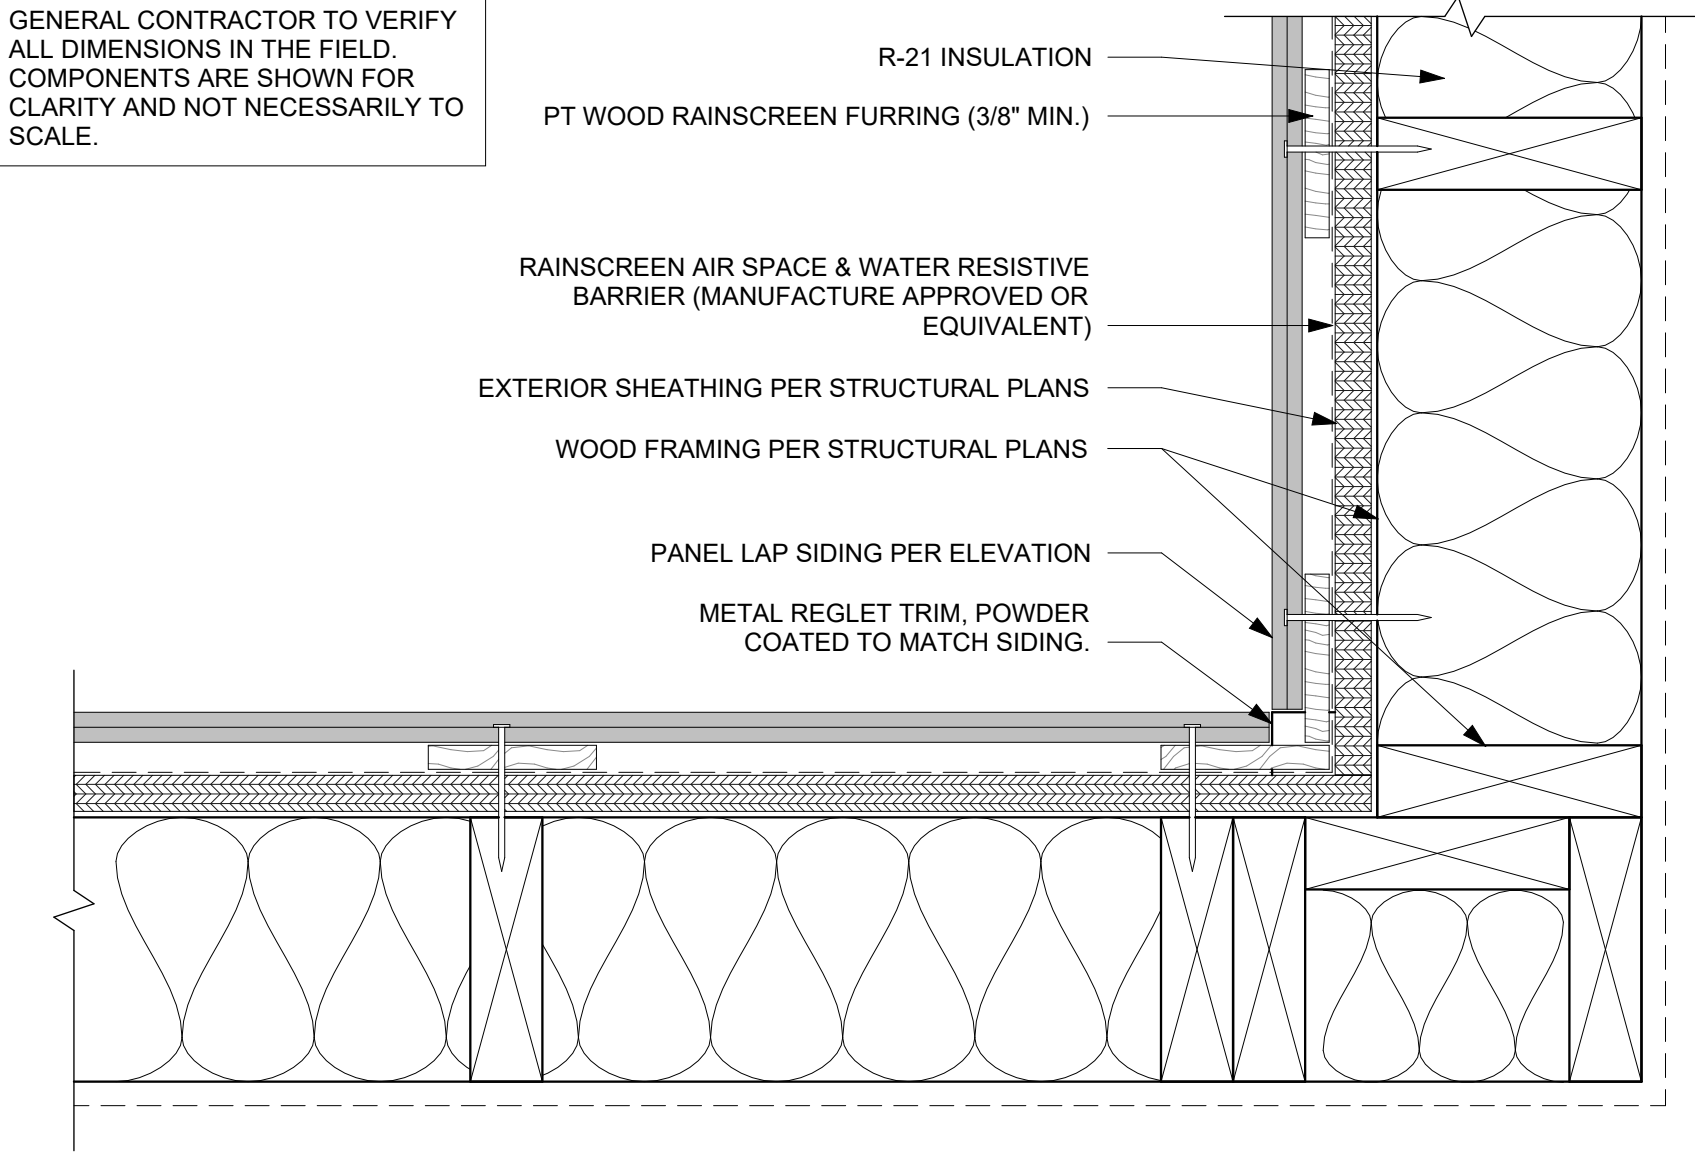 GENERAL CONTRACTOR TO VERIFY
ALL DIMENSIONS IN THE FIELD.
COMPONENTS ARE SHOWN FOR
CLARITY AND NOT NECESSARILY TO
SCALE.
R-21 INSULATION
PT WOOD RAINSCREEN FURRING (3/8" MIN.)
RAINSCREEN AIR SPACE & WATER RESISTIVE
BARRIER (MANUFACTURE APPROVED OR
EQUIVALENT)
EXTERIOR SHEATHING PER STRUCTURAL PLANS
WOOD FRAMING PER STRUCTURAL PLANS
PANEL LAP SIDING PER ELEVATION
METAL REGLET TRIM, POWDER
COATED TO MATCH SIDING.